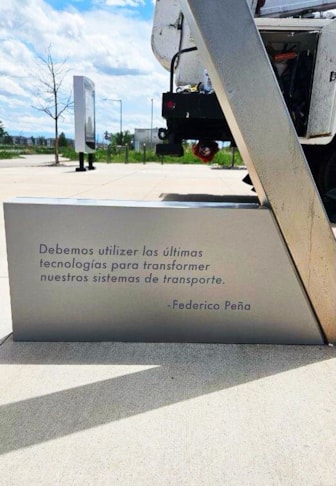 Debemos utilizer las últimas
tecnologías para transformer
nuestros sistemas de transporte.
-Federico Peña